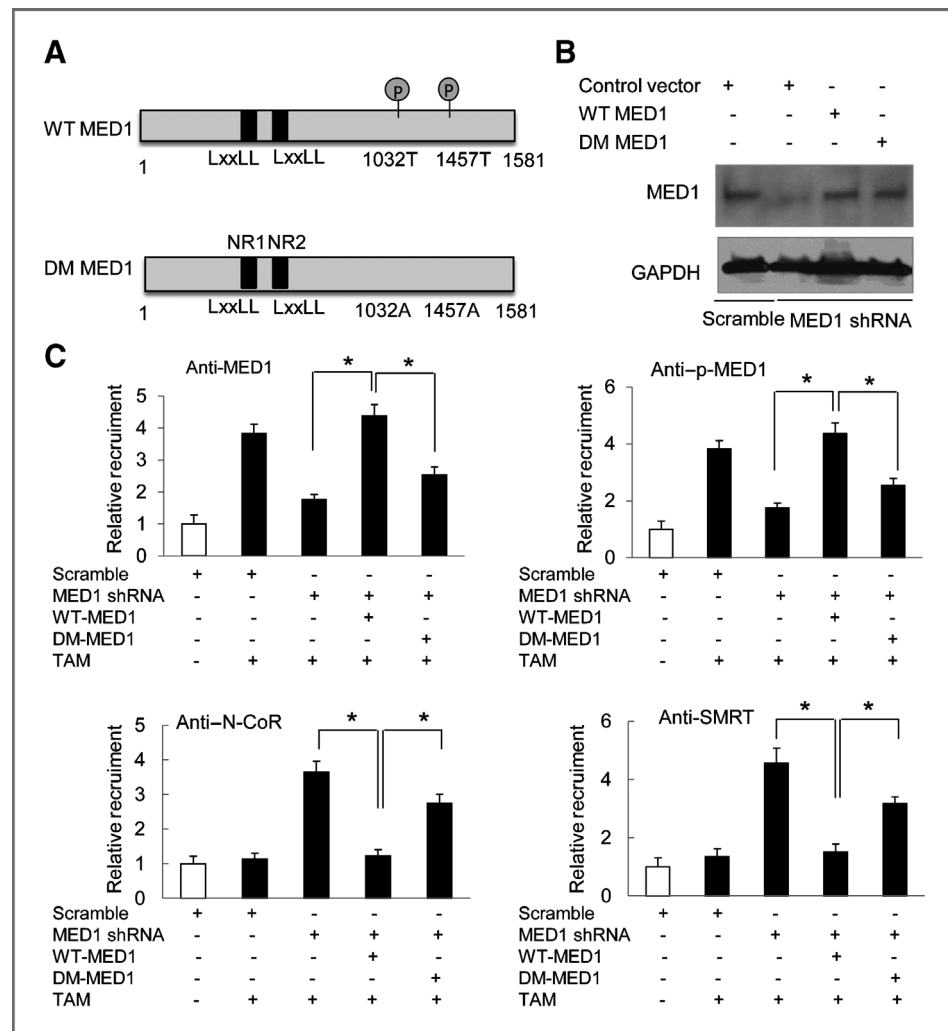 A
P P
WT MED1
1 LxxLL LxxLL 1032T 1457T 1581
NR1 NR2
DM MED1
1 LxxLL LxxLL 1032A 1457A 1581
B
Control vector + + - -
WT MED1 - - + -
DM MED1 - - - +
MED1
GAPDH
Scramble MED1 shRNA
C
Anti-MED1
Relative recruiment
5
4
3
2
1
0
* *
Scramble + + - - -
MED1 shRNA - - + + +
WT-MED1 - - - + -
DM-MED1 - - - - +
TAM - + + + +
Anti–p-MED1
Relative recruiment
6
4
2
0
* *
Scramble + + - - -
MED1 shRNA - - + + +
WT-MED1 - - - + -
DM-MED1 - - - - +
TAM - + + + +
Anti–N-CoR
Relative recruiment
5
4
3
2
1
0
* *
Scramble + + - - -
MED1 shRNA - - + + +
WT-MED1 - - - + -
DM-MED1 - - - - +
TAM - + + + +
Anti-SMRT
Relative recruiment
6
4
2
0
* *
Scramble + + - - -
MED1 shRNA - - + + +
WT-MED1 - - - + -
DM-MED1 - - - - +
TAM - + + + +